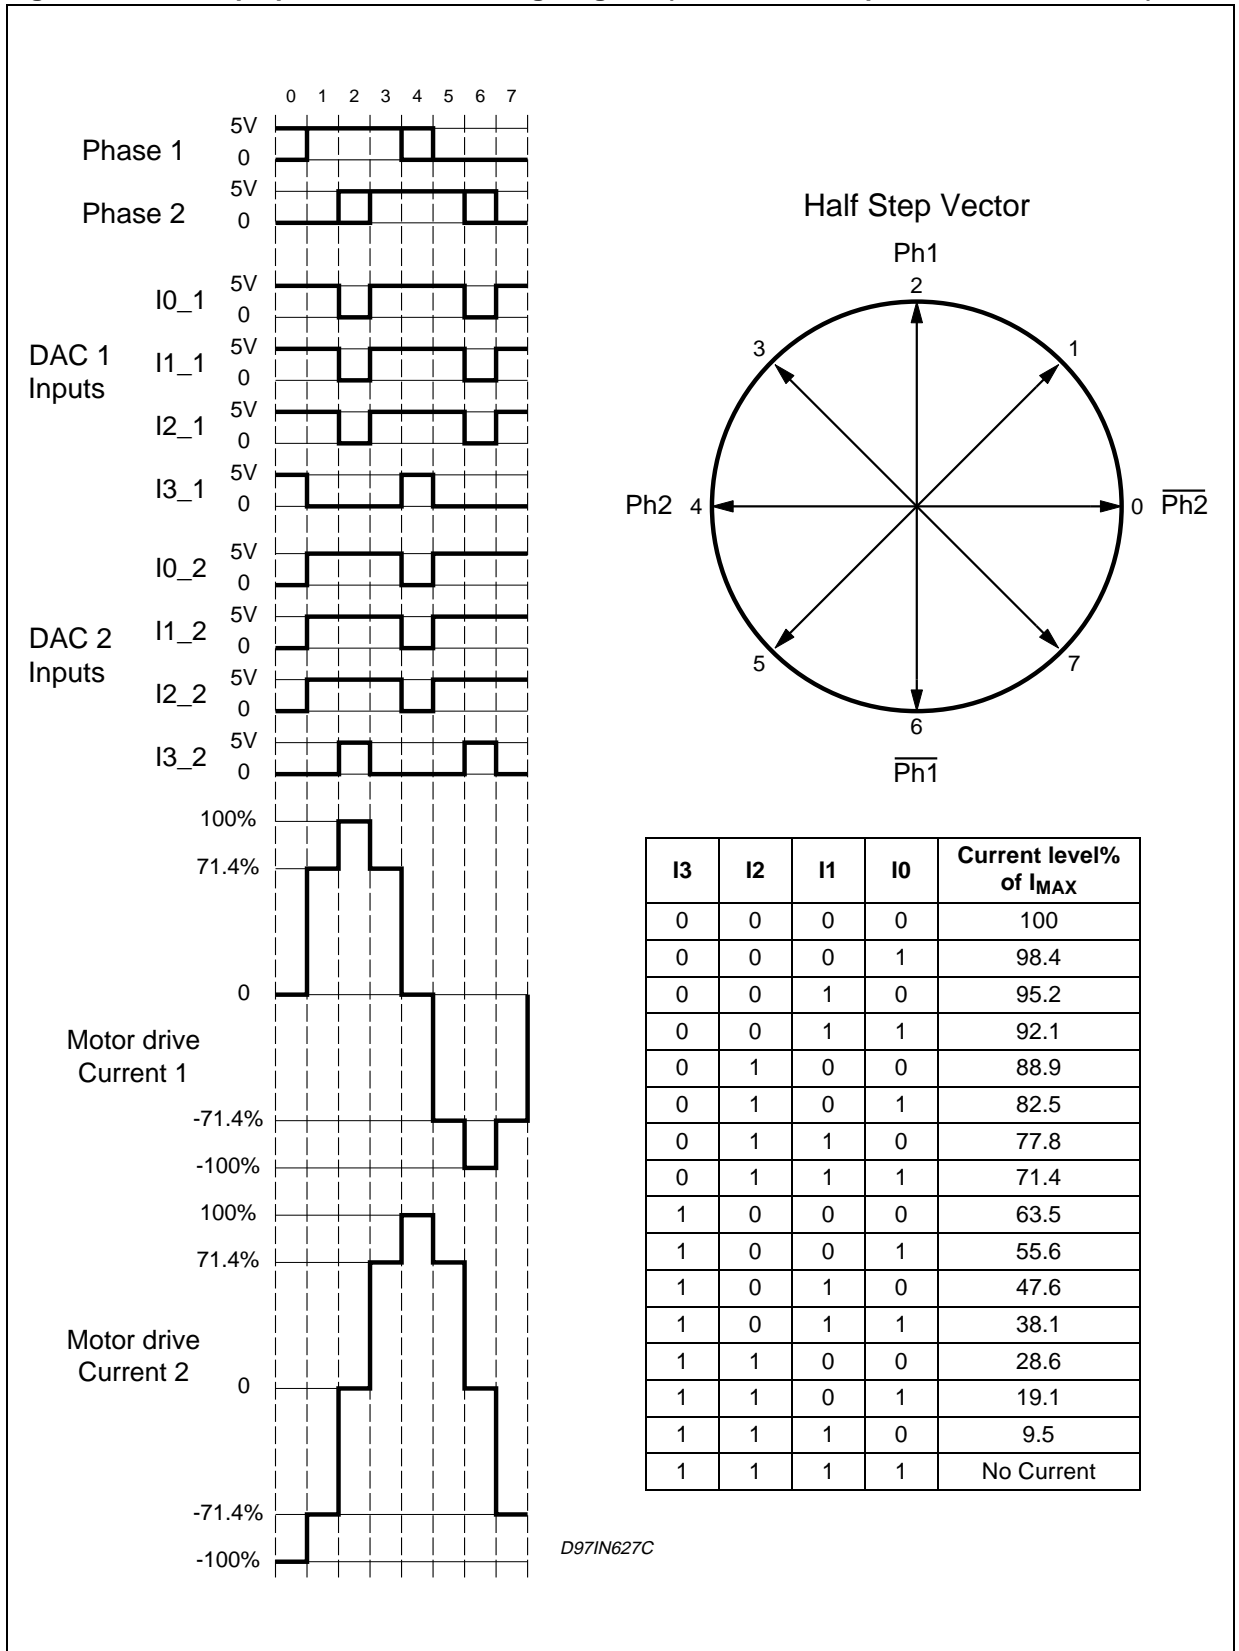 0 1 2 3 4 5 6 7
Phase 1
5V
0
Phase 2
5V
0
DAC 1
Inputs
I0_1
5V
0
I1_1
5V
0
I2_1
5V
0
I3_1
5V
0
DAC 2
Inputs
I0_2
5V
0
I1_2
5V
0
I2_2
5V
0
I3_2
5V
0
100%
71.4%
0
Motor drive
Current 1
-71.4%
-100%
100%
71.4%
Motor drive
Current 2
0
-71.4%
-100%
D97IN627C
Half Step Vector
Ph1
2
3
1
Ph2 4
0 P̅h̅2̅
5
7
6
P̅h̅1̅
I3 I2 I1 I0 Current level%
of IMAX
0 0 0 0 100
0 0 0 1 98.4
0 0 1 0 95.2
0 0 1 1 92.1
0 1 0 0 88.9
0 1 0 1 82.5
0 1 1 0 77.8
0 1 1 1 71.4
1 0 0 0 63.5
1 0 0 1 55.6
1 0 1 0 47.6
1 0 1 1 38.1
1 1 0 0 28.6
1 1 0 1 19.1
1 1 1 0 9.5
1 1 1 1 No Current